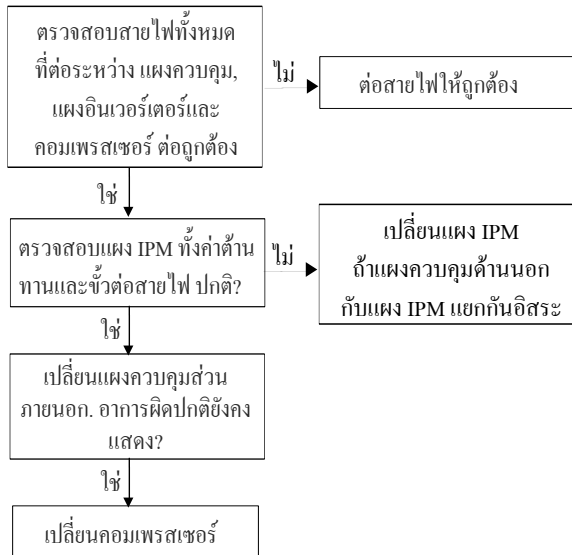 ตรวจสอบสายไฟทั้งหมด
ที่ต่อระหว่าง แผงควบคุม,
แผงอินเวอร์เตอร์และ
คอมเพรสเซอร์ ต่อถูกต้อง
ไม่
ต่อสายไฟให้ถูกต้อง
ใช่
ตรวจสอบแผง IPM ทั้งค่าต้าน
ทานและขั้วต่อสายไฟ ปกติ?
ไม่
เปลี่ยนแผง IPM
ถ้าแผงควบคุมด้านนอก
กับแผง IPM แยกกันอิสระ
ใช่
เปลี่ยนแผงควบคุมส่วน
ภายนอก. อาการผิดปกติยังคง
แสดง?
ใช่
เปลี่ยนคอมเพรสเซอร์